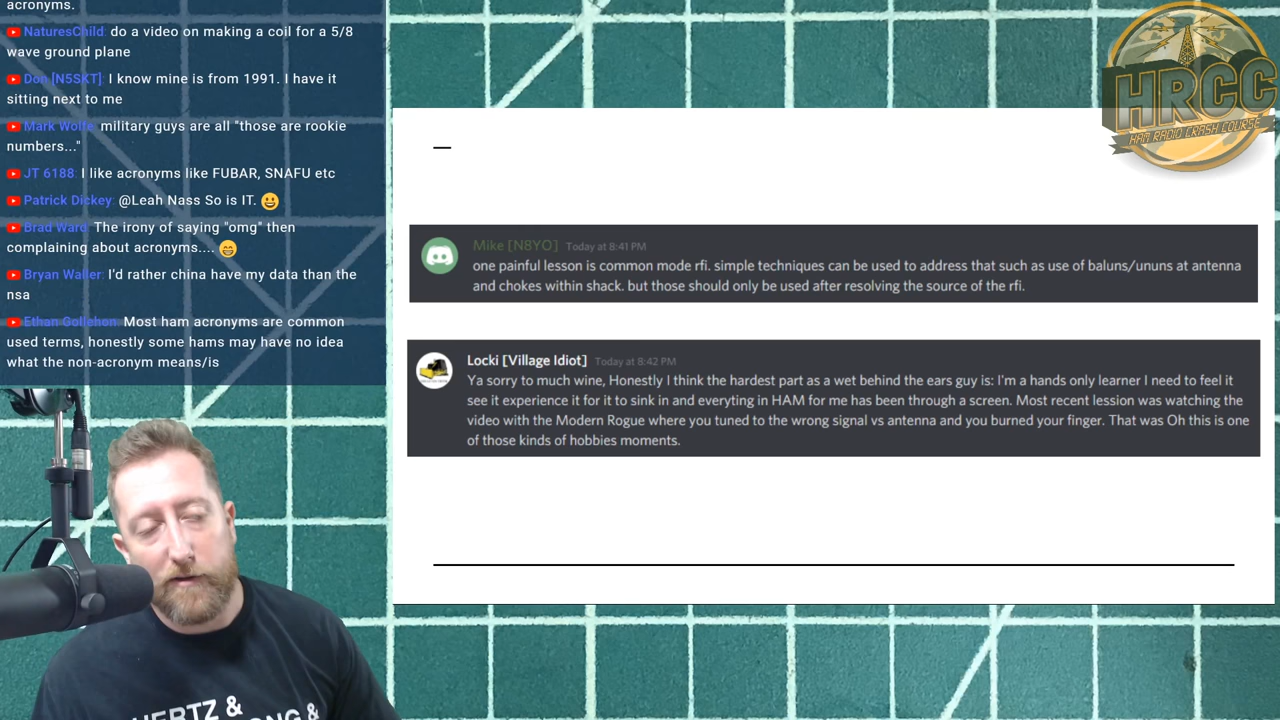 acronyms.
NaturesChild: do a video on making a coil for a 5/8
wave ground plane
Don [N5SKT]: I know mine is from 1991. I have it
sitting next to me
Mark Wolfe: military guys are all "those are rookie
numbers..."
JT 6188: I like acronyms like FUBAR, SNAFU etc
Patrick Dickey: @Leah Nass So is IT. 😀
Brad Ward: The irony of saying "omg" then
complaining about acronyms.... 😄
Bryan Waller: I'd rather china have my data than the
nsa
Ethan Gollehon: Most ham acronyms are common
used terms, honestly some hams may have no idea
what the non-acronym means/is
HRCC
HAM RADIO CRASH COURSE
Mike [N8YO] Today at 8:41 PM
one painful lesson is common mode rfi. simple techniques can be used to address that such as use of baluns/ununs at antenna
and chokes within shack. but those should only be used after resolving the source of the rfi.
Locki [Village Idiot] Today at 8:42 PM
Ya sorry to much wine, Honestly I think the hardest part as a wet behind the ears guy is: I'm a hands only learner I need to feel it
see it experience it for it to sink in and everyting in HAM for me has been through a screen. Most recent lession was watching the
video with the Modern Rogue where you tuned to the wrong signal vs antenna and you burned your finger. That was Oh this is one
of those kinds of hobbies moments.
HERTZ &
&